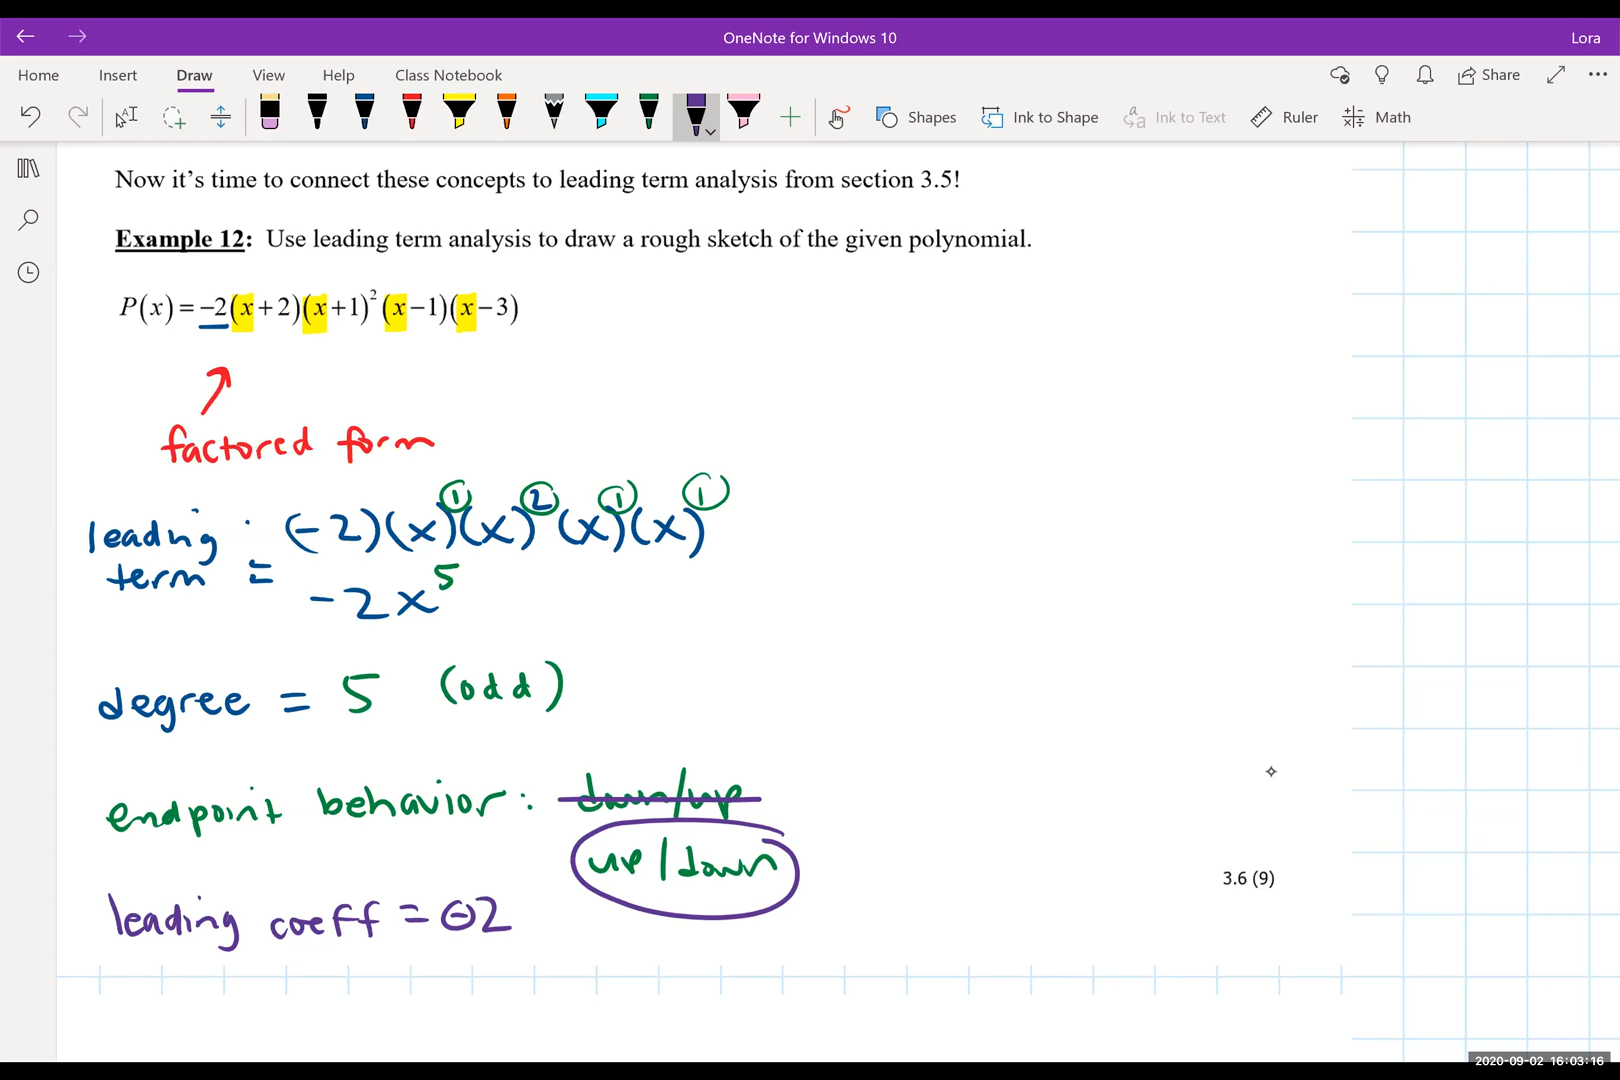 OneNote for Windows 10
Lora
Home Insert Draw View Help Class Notebook
Share
Shapes Ink to Shape Ink to Text Ruler Math
Now it's time to connect these concepts to leading term analysis from section 3.5!
Example 12: Use leading term analysis to draw a rough sketch of the given polynomial.
P(x) = −2(x+2)(x+1)²(x−1)(x−3)
factored form
leading term = (−2)(x)¹(x)²(x)¹(x)¹
−2x⁵
degree = 5 (odd)
endpoint behavior: down/up
up/down
leading coeff = −2
3.6 (9)
2020-09-02 16:03:16